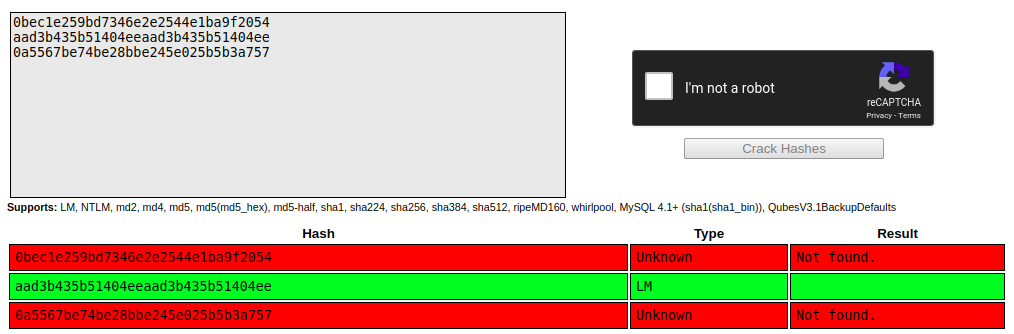 0bec1e259bd7346e2e2544e1ba9f2054
aad3b435b51404eeaad3b435b51404ee
0a5567be74be28bbe245e025b5b3a757
I'm not a robot
reCAPTCHA
Privacy - Terms
Crack Hashes
Supports: LM, NTLM, md2, md4, md5, md5(md5_hex), md5-half, sha1, sha224, sha256, sha384, sha512, ripeMD160, whirlpool, MySQL 4.1+ (sha1(sha1_bin)), QubesV3.1BackupDefaults
Hash Type Result
0bec1e259bd7346e2e2544e1ba9f2054 Unknown Not found.
aad3b435b51404eeaad3b435b51404ee LM
0a5567be74be28bbe245e025b5b3a757 Unknown Not found.